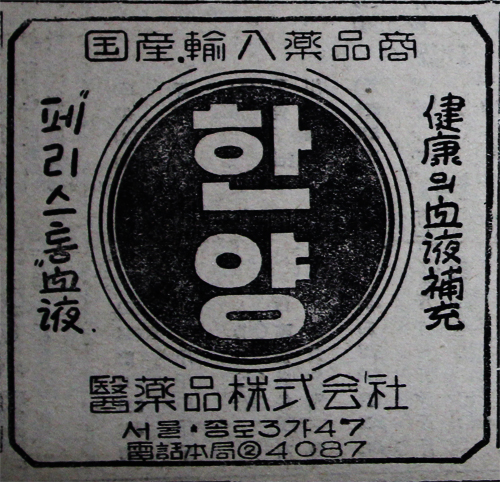 国産.輸入薬品商
健康의血液補充
한양
페리스통血液.
醫薬品株式会社
서울·종로3가47
電話本局②4087